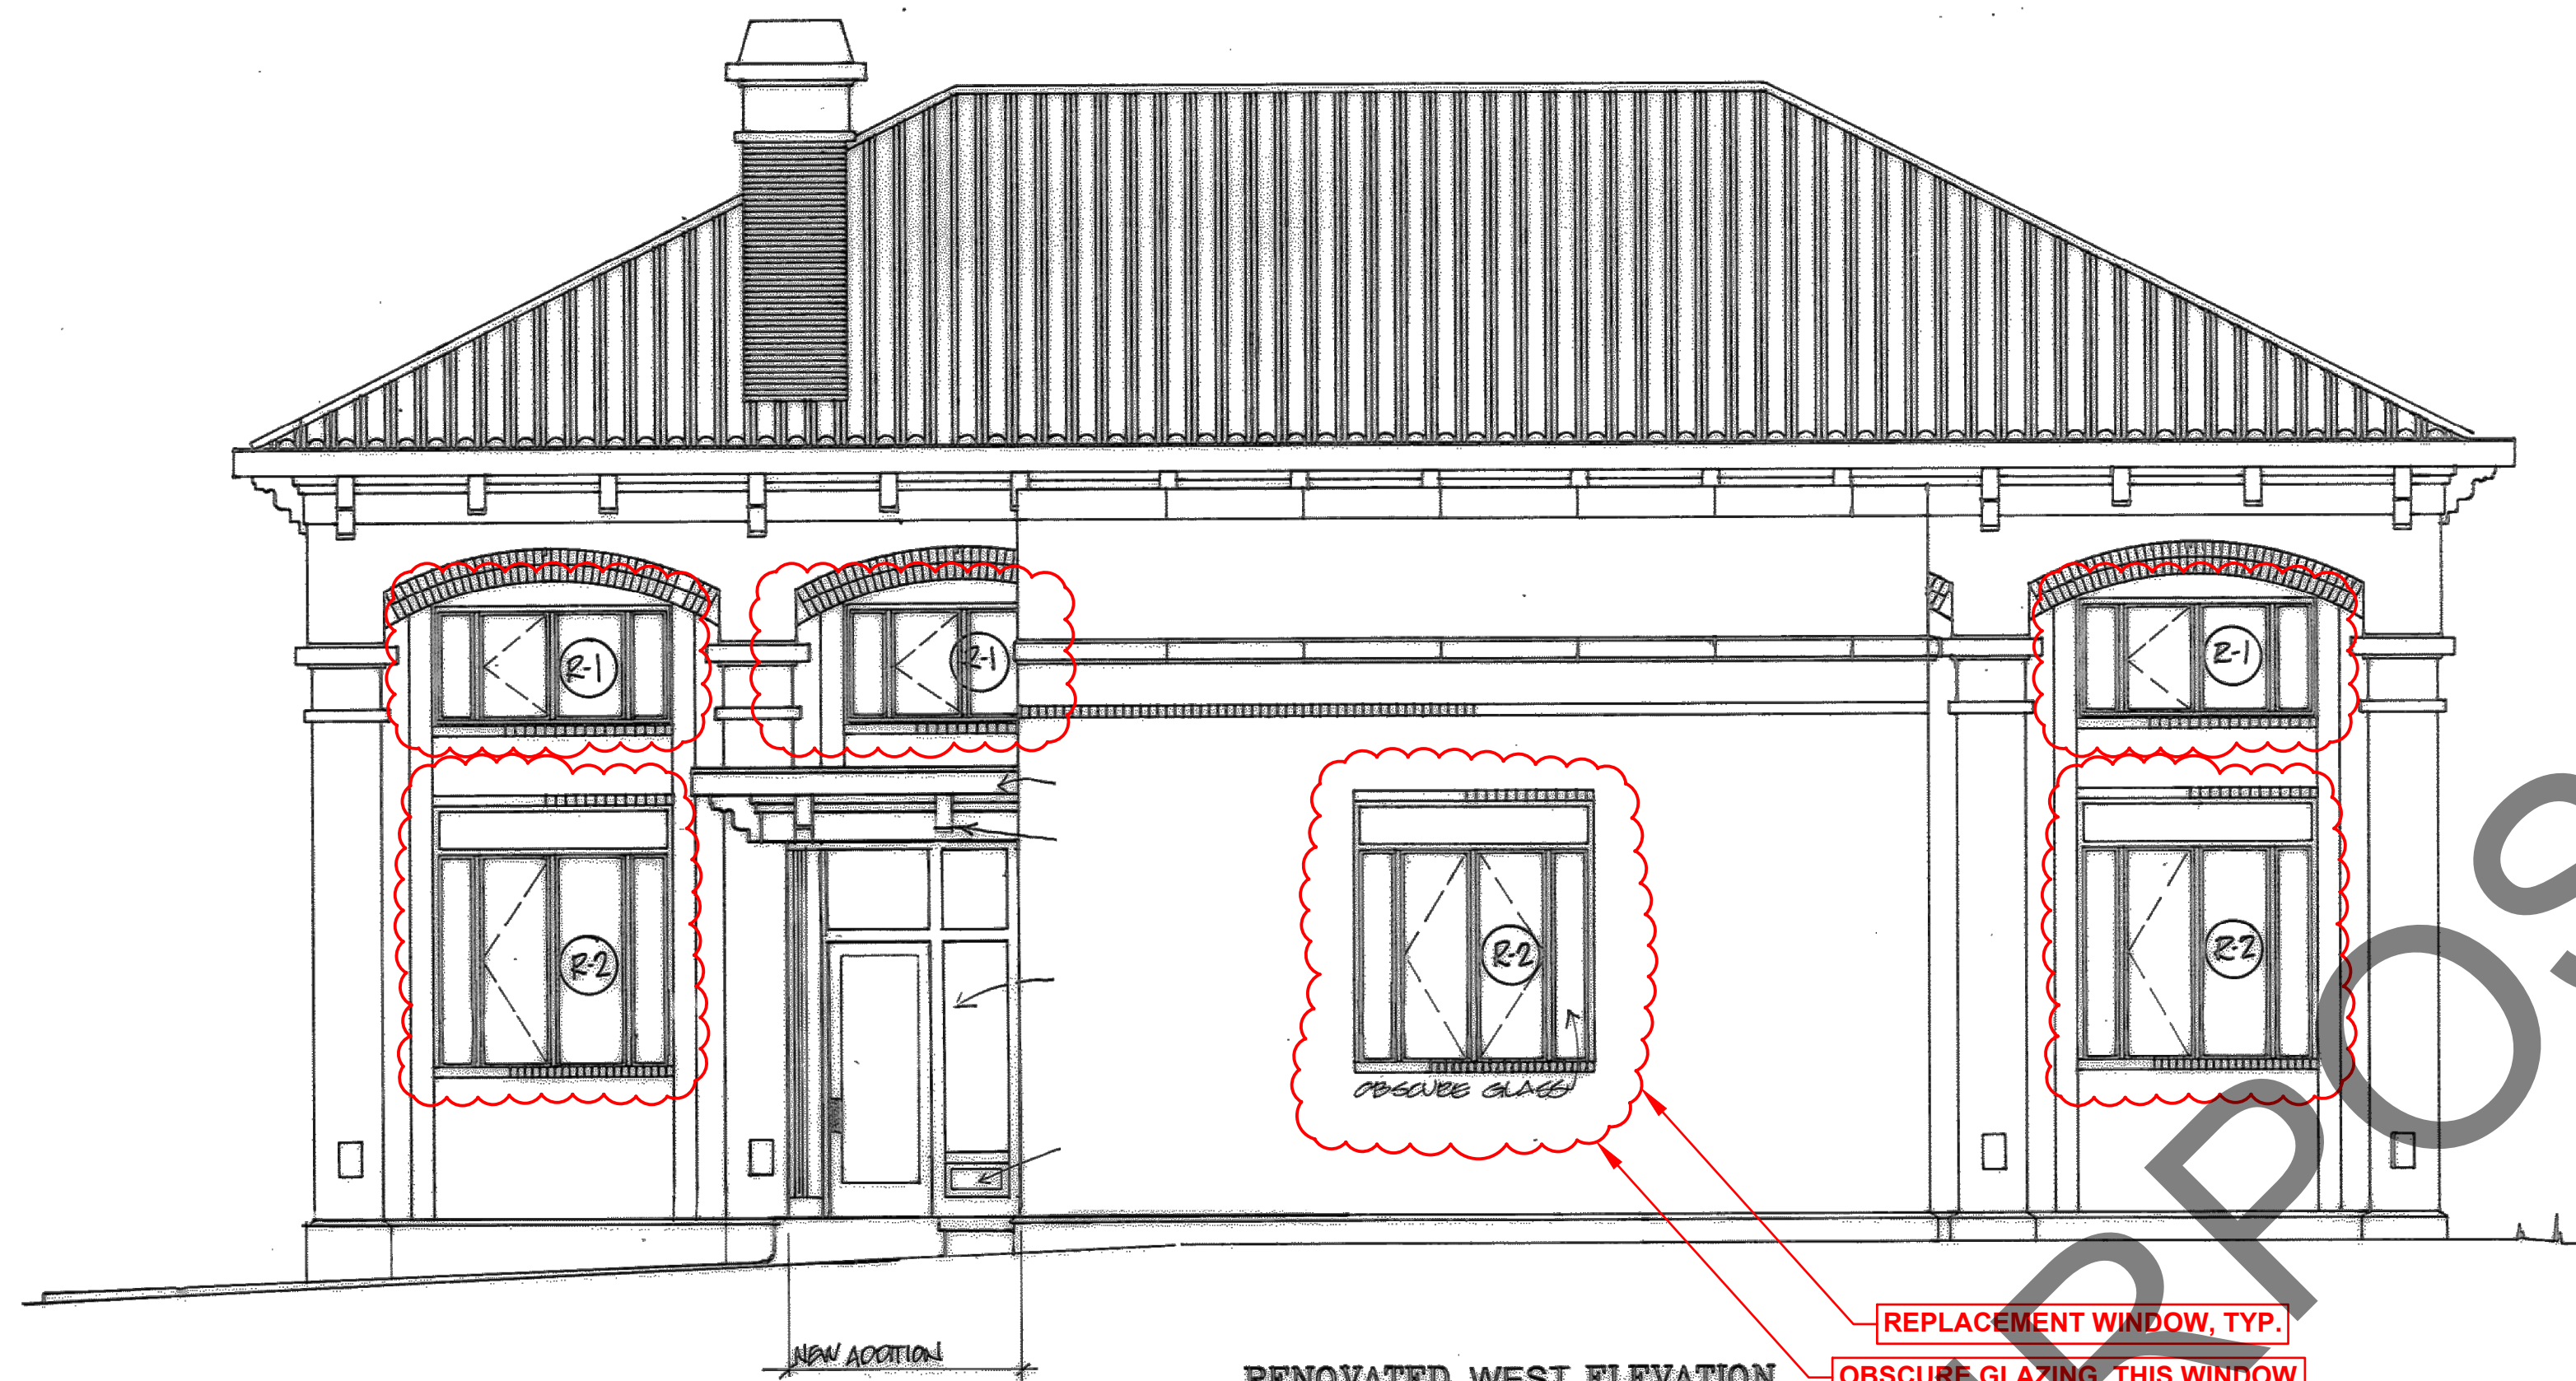 R-1
R-1
R-1
R-2
R-2
R-2
OBSCURE GLASS
REPLACEMENT WINDOW, TYP.
NEW ADDITION
RENOVATED WEST ELEVATION
OBSCURE GLAZING, THIS WINDOW
RPOS